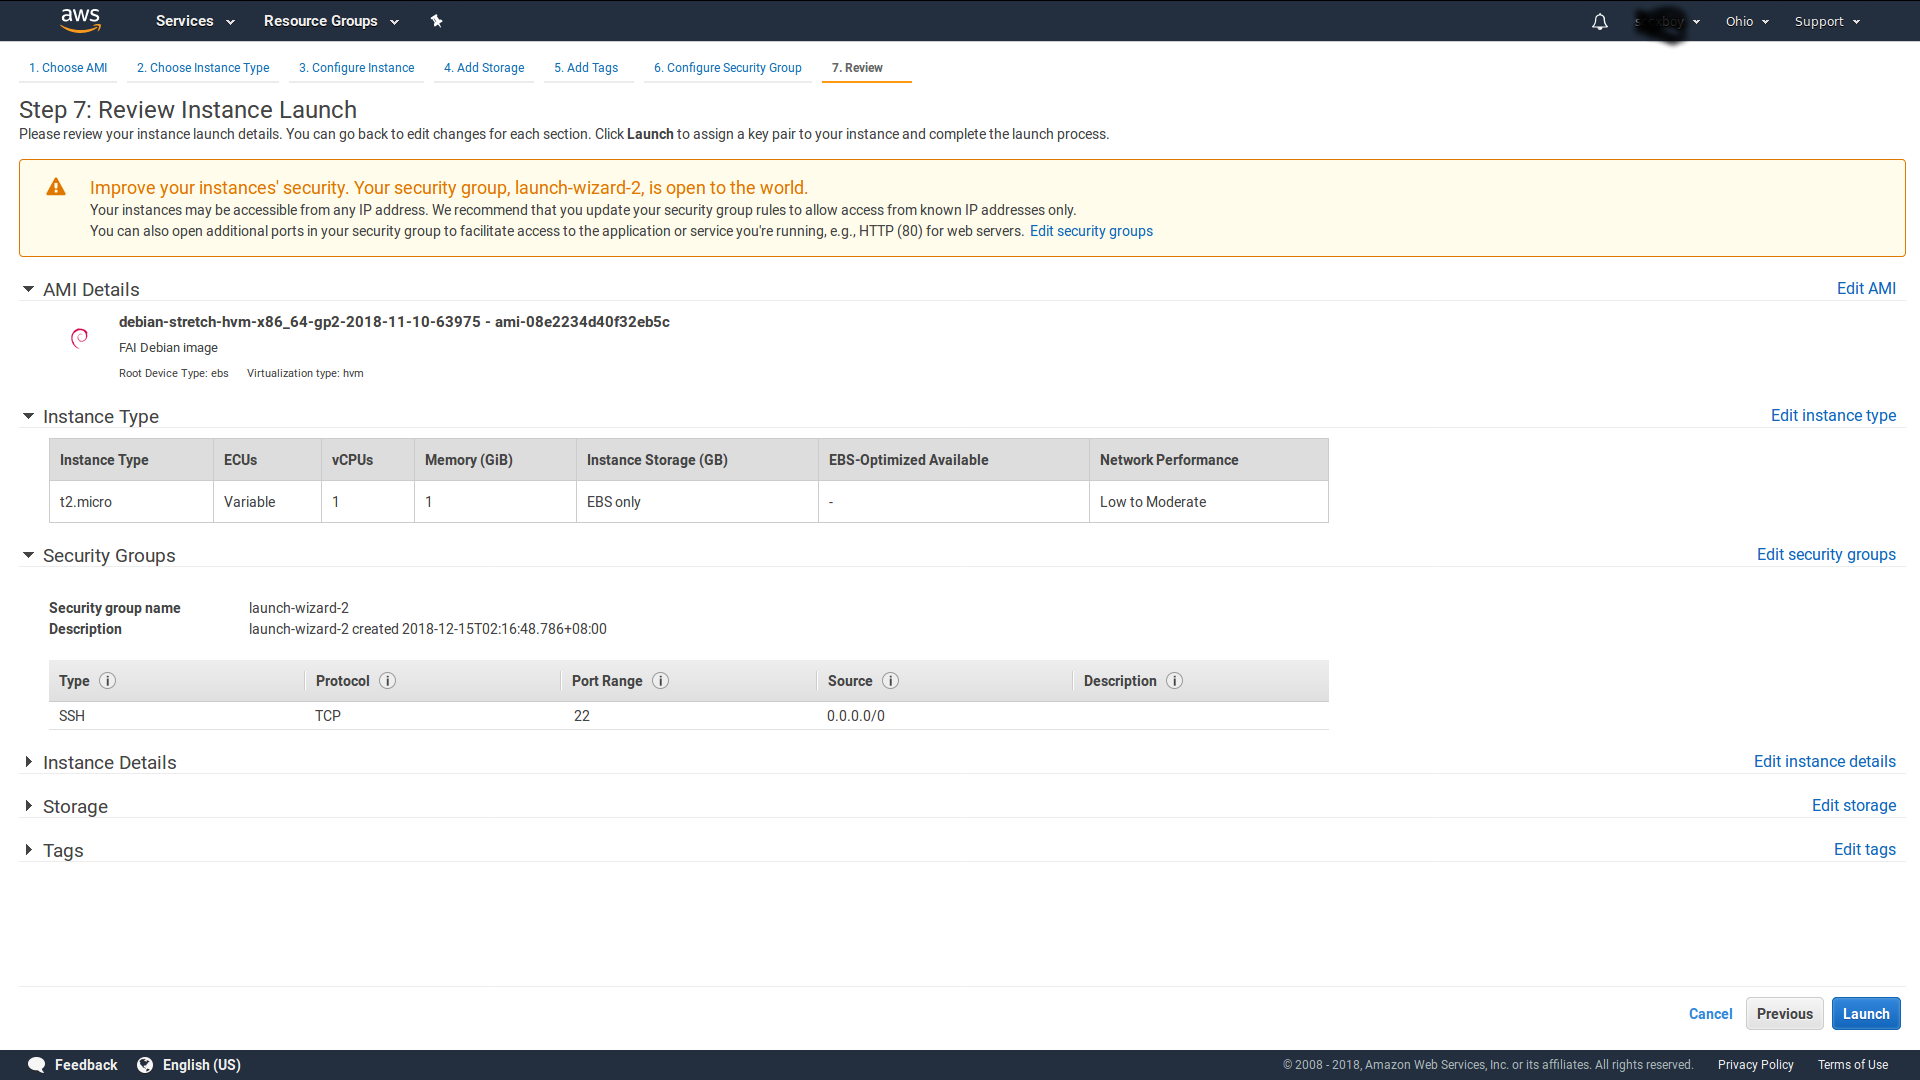 aws Services Resource Groups Ohio Support
1. Choose AMI 2. Choose Instance Type 3. Configure Instance 4. Add Storage 5. Add Tags 6. Configure Security Group 7. Review
Step 7: Review Instance Launch
Please review your instance launch details. You can go back to edit changes for each section. Click Launch to assign a key pair to your instance and complete the launch process.
Improve your instances' security. Your security group, launch-wizard-2, is open to the world.
Your instances may be accessible from any IP address. We recommend that you update your security group rules to allow access from known IP addresses only.
You can also open additional ports in your security group to facilitate access to the application or service you're running, e.g., HTTP (80) for web servers. Edit security groups
AMI Details Edit AMI
debian-stretch-hvm-x86_64-gp2-2018-11-10-63975 - ami-08e2234d40f32eb5c
FAI Debian image
Root Device Type: ebs Virtualization type: hvm
Instance Type Edit instance type
Instance Type ECUs vCPUs Memory (GiB) Instance Storage (GB) EBS-Optimized Available Network Performance
t2.micro Variable 1 1 EBS only - Low to Moderate
Security Groups Edit security groups
Security group name launch-wizard-2
Description launch-wizard-2 created 2018-12-15T02:16:48.786+08:00
Type Protocol Port Range Source Description
SSH TCP 22 0.0.0.0/0
Instance Details Edit instance details
Storage Edit storage
Tags Edit tags
Cancel Previous Launch
Feedback English (US) © 2008 - 2018, Amazon Web Services, Inc. or its affiliates. All rights reserved. Privacy Policy Terms of Use